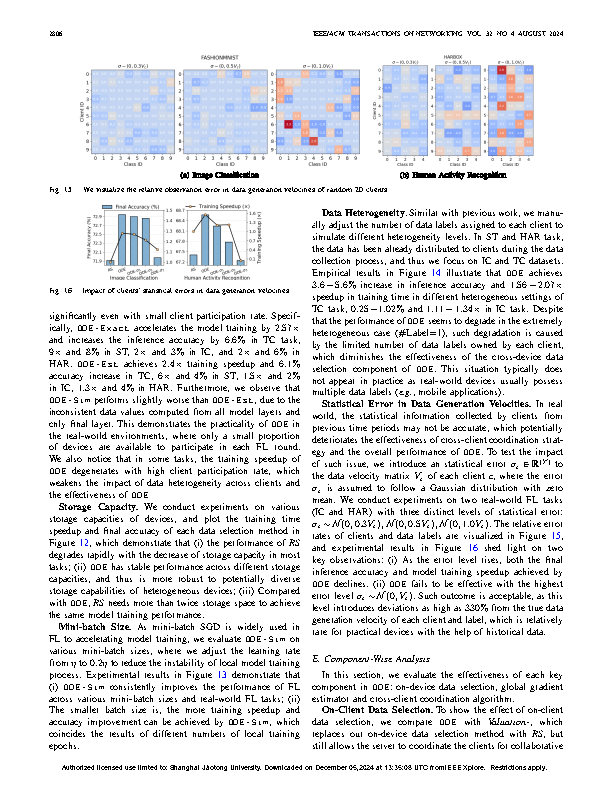 2806
IEEE/ACM TRANSACTIONS ON NETWORKING, VOL. 32, NO. 4, AUGUST 2024
FASHIONMNIST
HARBOX
Client ID
Class ID
Class ID
Class ID
Client ID
Class ID
Class ID
(a) Image Classification
(b) Human Activity Recognition
Fig. 15. We visualize the relative observation error in data generation velocities of random 20 clients.
Final Accuracy (%)
Training Speedup (×)
Image Classification
Human Activity Recognition
Fig. 16. Impact of clients' statistical errors in data generation velocities.
significantly even with small client participation rate. Specif-
ically, ODE-Exact accelerates the model training by 2.57×
and increases the inference accuracy by 6.6% in TC task,
9× and 8% in ST, 2× and 3% in IC, and 2× and 6% in
HAR. ODE-Est achieves 2.4× training speedup and 6.1%
accuracy increase in TC, 6× and 4% in ST, 1.5× and 2%
in IC, 1.3× and 4% in HAR. Furthermore, we observe that
ODE-Sim performs slightly worse than ODE-Est, due to the
inconsistent data values computed from all model layers and
only final layer. This demonstrates the practicality of ODE in
the real-world environments, where only a small proportion
of devices are available to participate in each FL round.
We also notice that in some tasks, the training speedup of
ODE degenerates with high client participation rate, which
weakens the impact of data heterogeneity across clients and
the effectiveness of ODE.
Storage Capacity. We conduct experiments on various
storage capacities of devices, and plot the training time
speedup and final accuracy of each data selection method in
Figure 12, which demonstrate that (i) the performance of RS
degrades rapidly with the decrease of storage capacity in most
tasks; (ii) ODE has stable performance across different storage
capacities, and thus is more robust to potentially diverse
storage capabilities of heterogeneous devices; (iii) Compared
with ODE, RS needs more than twice storage space to achieve
the same model training performance.
Mini-batch Size. As mini-batch SGD is widely used in
FL to accelerating model training, we evaluate ODE-Sim on
various mini-batch sizes, where we adjust the learning rate
from η to 0.2η to reduce the instability of local model training
process. Experimental results in Figure 13 demonstrate that
(i) ODE-Sim consistently improves the performance of FL
across various mini-batch sizes and real-world FL tasks; (ii)
The smaller batch size is, the more training speedup and
accuracy improvement can be achieved by ODE-Sim, which
coincides the results of different numbers of local training
epochs.
Data Heterogeneity. Similar with previous work, we manu-
ally adjust the number of data labels assigned to each client to
simulate different heterogeneity levels. In ST and HAR task,
the data has been already distributed to clients during the data
collection process, and thus we focus on IC and TC datasets.
Empirical results in Figure 14 illustrate that ODE achieves
3.6−5.6% increase in inference accuracy and 1.56−2.07×
speedup in training time in different heterogeneous settings of
TC task, 0.25−1.02% and 1.11−1.34× in IC task. Despite
that the performance of ODE seems to degrade in the extremely
heterogeneous case (#Label=1), such degradation is caused
by the limited number of data labels owned by each client,
which diminishes the effectiveness of the cross-device data
selection component of ODE. This situation typically does
not appear in practice as real-world devices usually possess
multiple data labels (e.g., mobile applications).
Statistical Error in Data Generation Velocities. In real
world, the statistical information collected by clients from
previous time periods may not be accurate, which potentially
deteriorates the effectiveness of cross-client coordination strat-
egy and the overall performance of ODE. To test the impact
of such issue, we introduce an statistical error σc ∈ ℝ|Y| to
the data velocity matrix Vc of each client c, where the error
σc is assumed to follow a Gaussian distribution with zero
mean. We conduct experiments on two real-world FL tasks
(IC and HAR) with three distinct levels of statistical error:
σc ∼ N(0, 0.3Vc), N(0, 0.5Vc), N(0, 1.0Vc). The relative error
rates of clients and data labels are visualized in Figure 15,
and experimental results in Figure 16 shed light on two
key observations: (i) As the error level rises, both the final
inference accuracy and model training speedup achieved by
ODE declines. (ii) ODE fails to be effective with the highest
error level σc ∼ N(0, Vc). Such outcome is acceptable, as this
level introduces deviations as high as 330% from the true data
generation velocity of each client and label, which is relatively
rare for practical devices with the help of historical data.
E. Component-Wise Analysis
In this section, we evaluate the effectiveness of each key
component in ODE: on-device data selection, global gradient
estimator and cross-client coordination algorithm.
On-Client Data Selection. To show the effect of on-client
data selection, we compare ODE with Valuation-, which
replaces our on-device data selection method with RS, but
still allows the server to coordinate the clients for collaborative
Authorized licensed use limited to: Shanghai Jiaotong University. Downloaded on December 05,2024 at 13:36:08 UTC from IEEE Xplore. Restrictions apply.